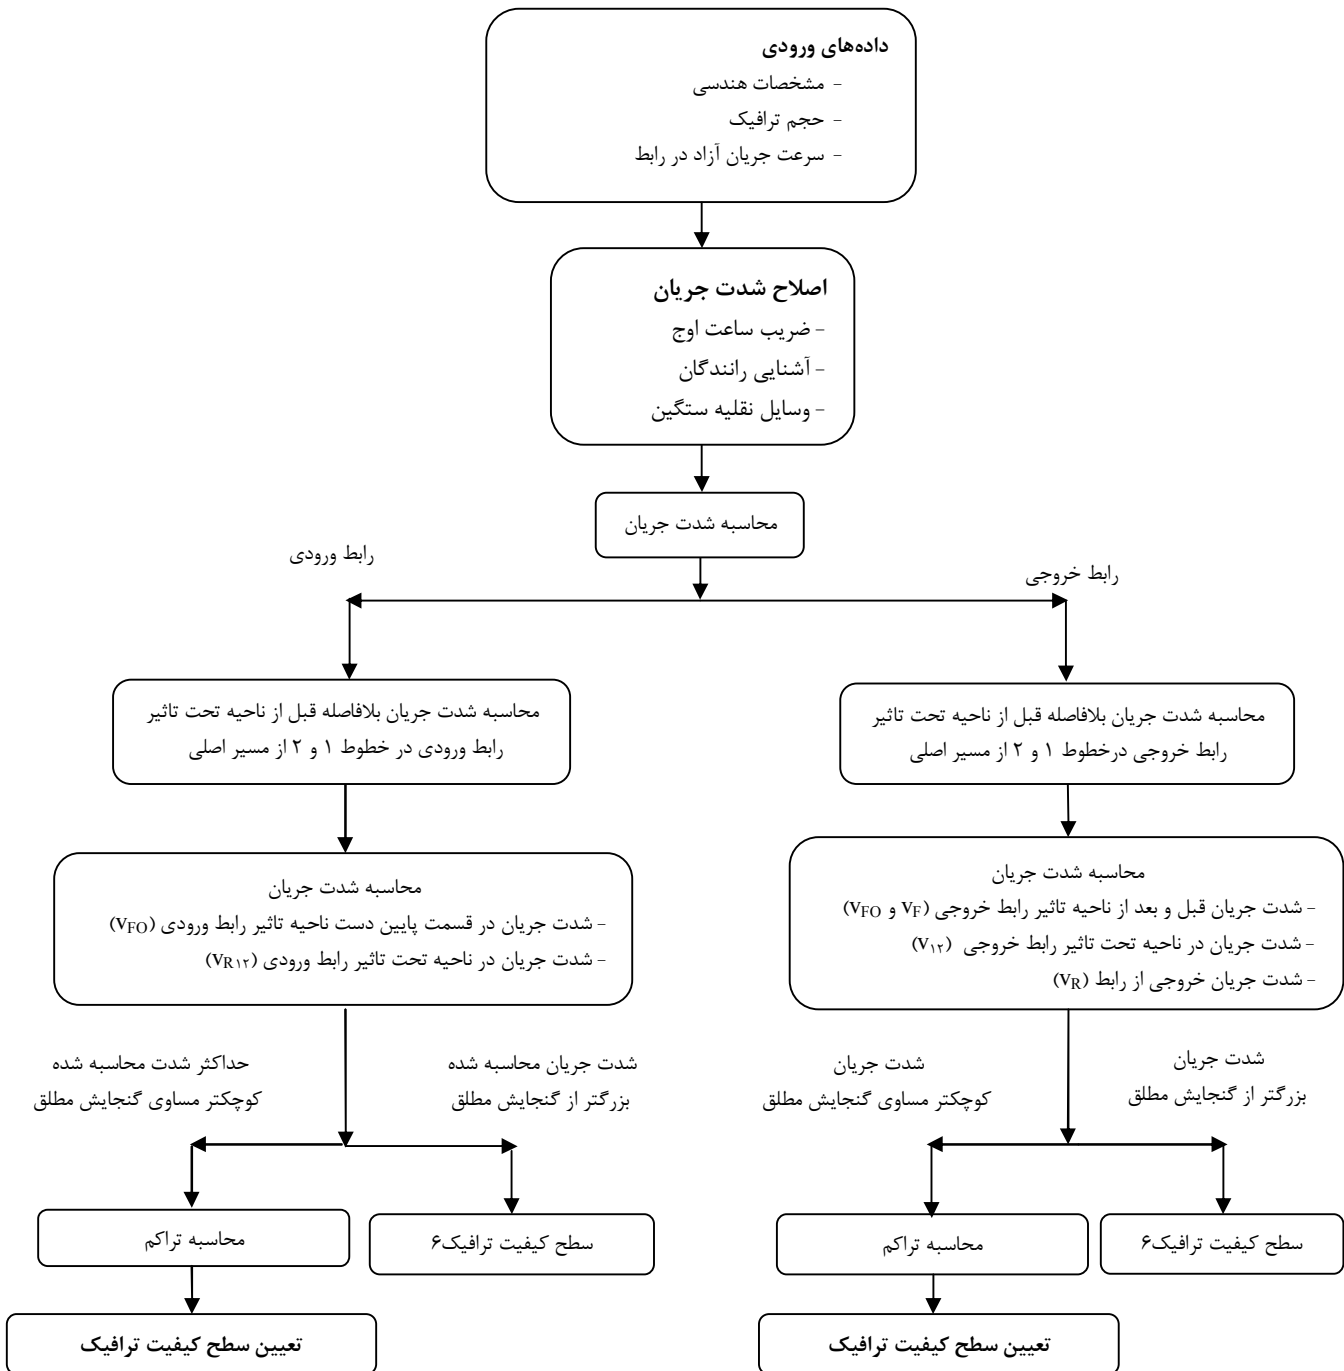 داده‌های ورودی
- مشخصات هندسی
- حجم ترافیک
- سرعت جریان آزاد در رابط
اصلاح شدت جریان
- ضریب ساعت اوج
- آشنایی رانندگان
- وسایل نقلیه ستگین
محاسبه شدت جریان
رابط خروجی
رابط ورودی
محاسبه شدت جریان بلافاصله قبل از ناحیه تحت تاثیر
رابط خروجی درخطوط ۱ و ۲ از مسیر اصلی
محاسبه شدت جریان بلافاصله قبل از ناحیه تحت تاثیر
رابط ورودی در خطوط ۱ و ۲ از مسیر اصلی
محاسبه شدت جریان
- شدت جریان قبل و بعد از ناحیه تاثیر رابط خروجی (VF و VFO)
- شدت جریان در ناحیه تحت تاثیر رابط خروجی (V۱۲)
- شدت جریان خروجی از رابط (VR)
محاسبه شدت جریان
- شدت جریان در قسمت پایین دست ناحیه تاثیر رابط ورودی (VFO)
- شدت جریان در ناحیه تحت تاثیر رابط ورودی (VR۱۲)
شدت جریان
بزرگتر از گنجایش مطلق
شدت جریان
کوچکتر مساوی گنجایش مطلق
شدت جریان محاسبه شده
بزرگتر از گنجایش مطلق
حداکثر شدت محاسبه شده
کوچکتر مساوی گنجایش مطلق
سطح کیفیت ترافیک۶
محاسبه تراکم
سطح کیفیت ترافیک۶
محاسبه تراکم
تعیین سطح کیفیت ترافیک
تعیین سطح کیفیت ترافیک